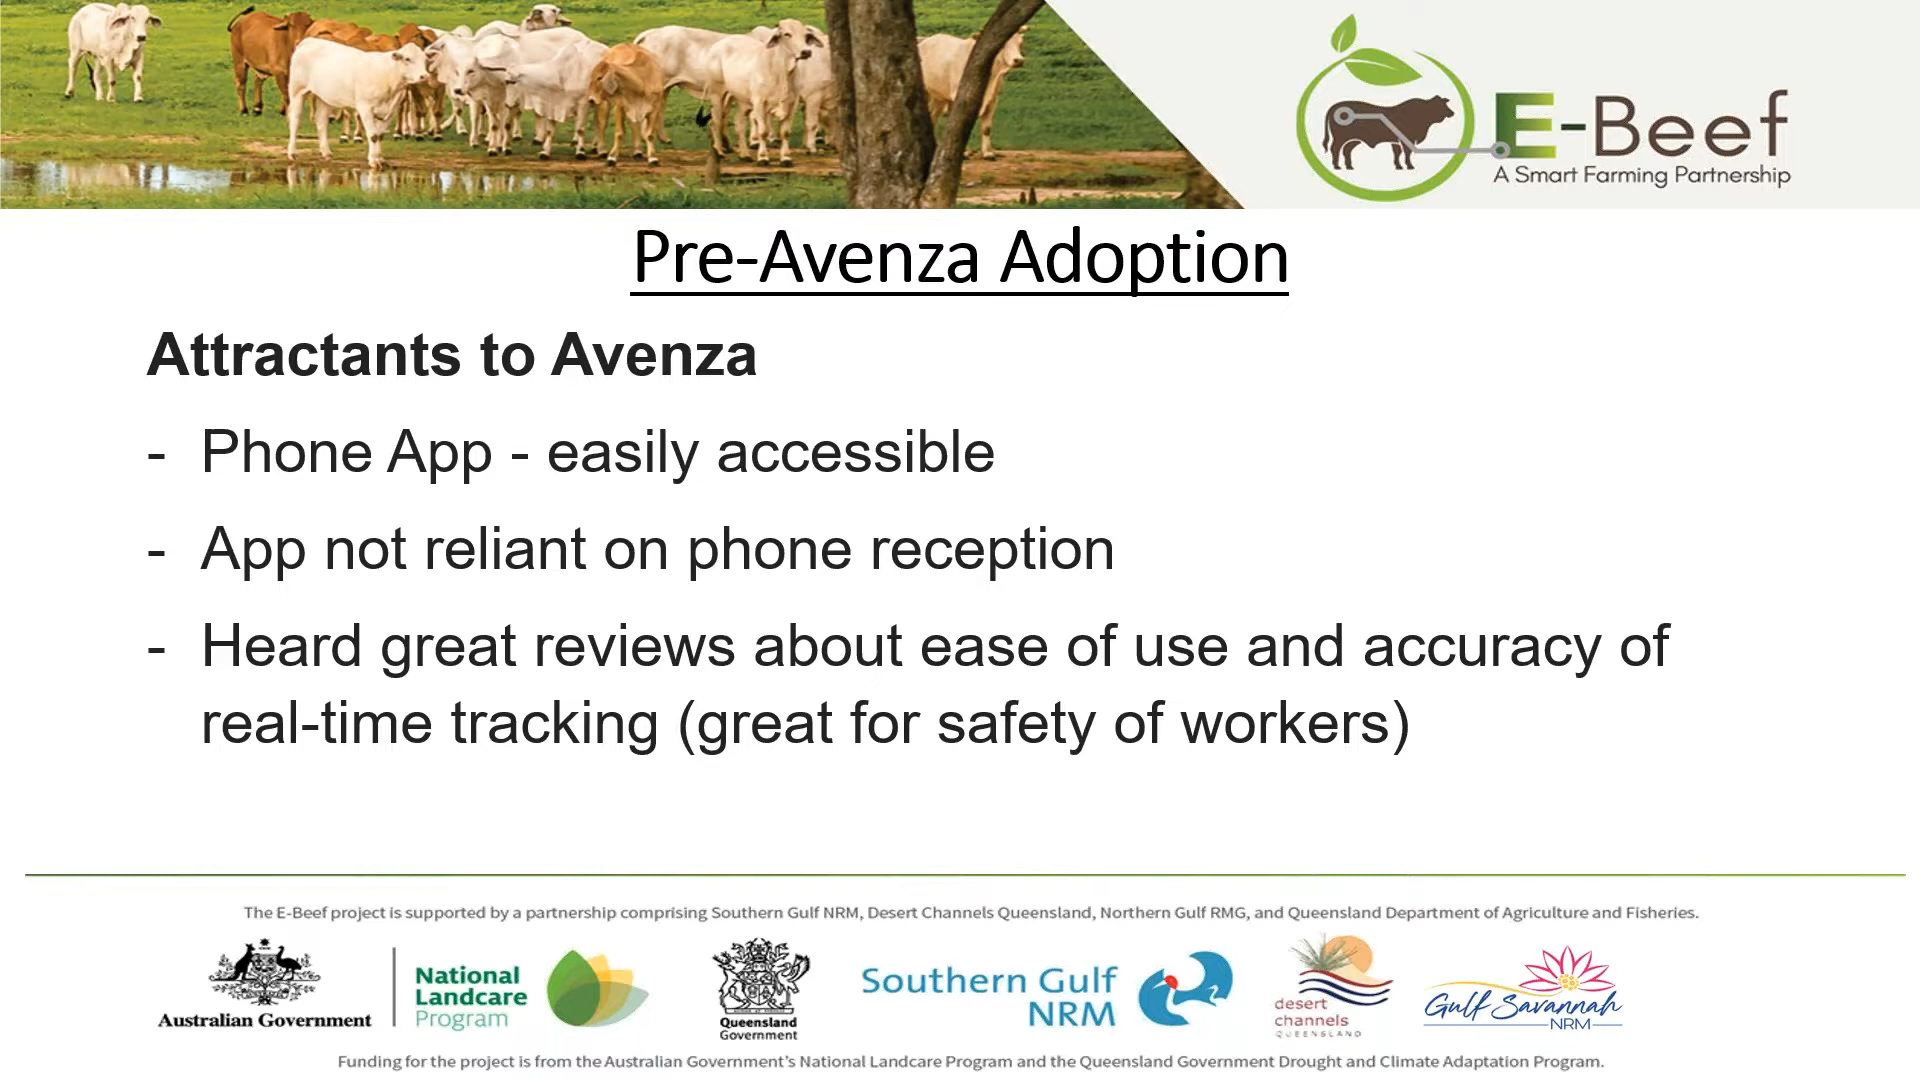 E-Beef
A Smart Farming Partnership
Pre-Avenza Adoption
Attractants to Avenza
- Phone App - easily accessible
- App not reliant on phone reception
- Heard great reviews about ease of use and accuracy of
real-time tracking (great for safety of workers)
The E-Beef project is supported by a partnership comprising Southern Gulf NRM, Desert Channels Queensland, Northern Gulf RMG, and Queensland Department of Agriculture and Fisheries.
Australian Government
National
Landcare
Program
Queensland
Government
Southern Gulf
NRM
desert
channels
QUEENSLAND
Gulf Savannah
NRM
Funding for the project is from the Australian Government's National Landcare Program and the Queensland Government Drought and Climate Adaptation Program.